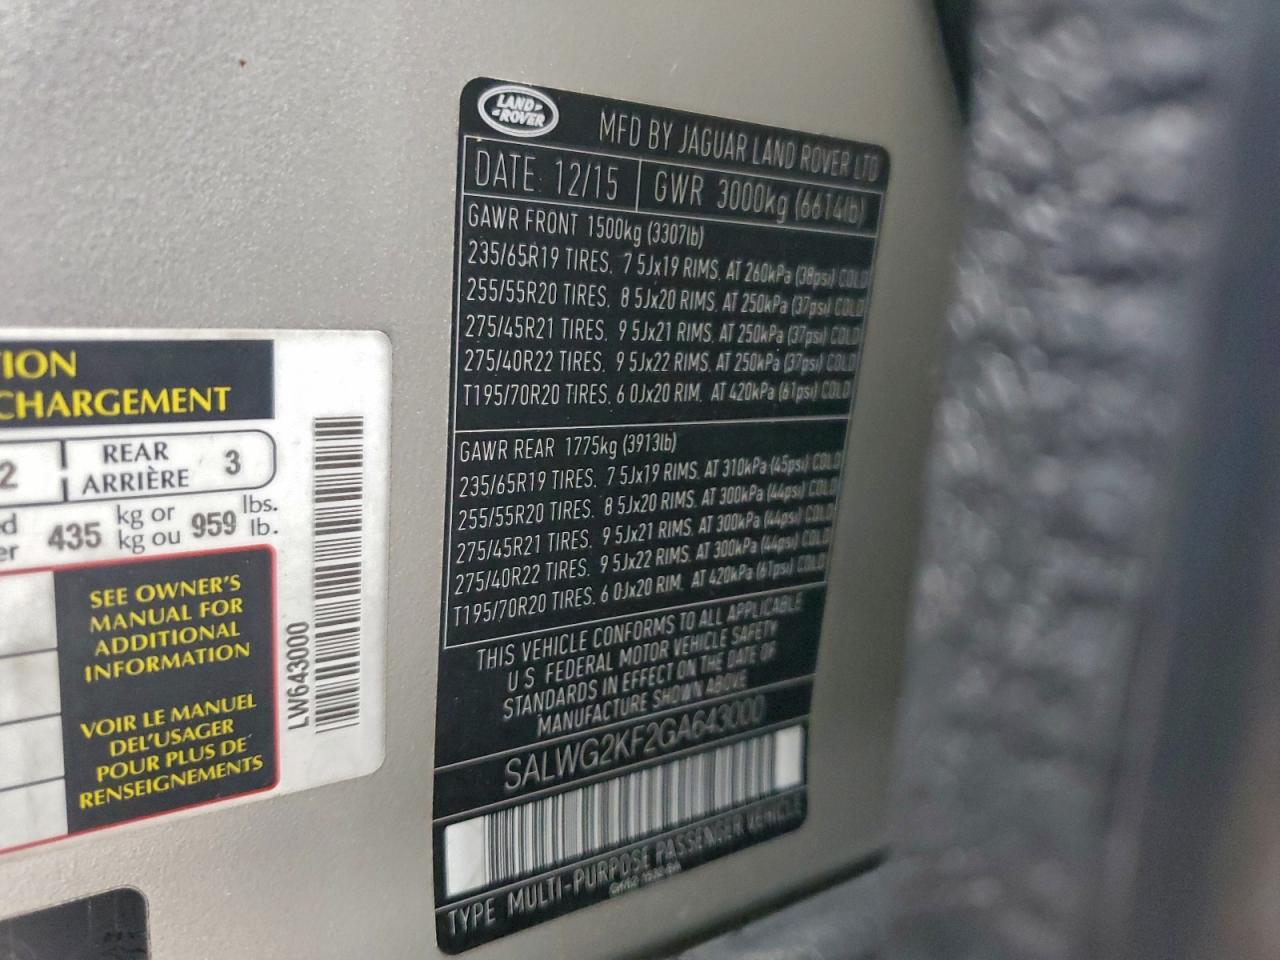 LAND ROVER
MFD BY JAGUAR LAND ROVER LTD
DATE: 12/15
GWR 3000kg (6614lb)
GAWR FRONT 1500kg (3307lb)
235/65R19 TIRES, 7.5Jx19 RIMS, AT 260kPa (38psi) COLD
255/55R20 TIRES, 8.5Jx20 RIMS, AT 250kPa (37psi) COLD
275/45R21 TIRES, 9.5Jx21 RIMS, AT 250kPa (37psi) COLD
275/40R22 TIRES, 9.5Jx22 RIMS, AT 250kPa (37psi) COLD
T195/70R20 TIRES, 6.0Jx20 RIM, AT 420kPa (61psi) COLD
GAWR REAR 1775kg (3913lb)
235/65R19 TIRES, 7.5Jx19 RIMS, AT 310kPa (45psi) COLD
255/55R20 TIRES, 8.5Jx20 RIMS, AT 300kPa (44psi) COLD
275/45R21 TIRES, 9.5Jx21 RIMS, AT 300kPa (44psi) COLD
275/40R22 TIRES, 9.5Jx22 RIMS, AT 300kPa (44psi) COLD
T195/70R20 TIRES, 6.0Jx20 RIM, AT 420kPa (61psi) COLD
THIS VEHICLE CONFORMS TO ALL APPLICABLE
U.S. FEDERAL MOTOR VEHICLE SAFETY
STANDARDS IN EFFECT ON THE DATE OF
MANUFACTURE SHOWN ABOVE
SALWG2KF2GA643000
TYPE MULTI-PURPOSE PASSENGER VEHICLE
TION
CHARGEMENT
2
REAR
ARRIÈRE
3
ed
er
435
kg or
kg ou
959
lbs.
lb.
SEE OWNER'S
MANUAL FOR
ADDITIONAL
INFORMATION
VOIR LE MANUEL
DEL'USAGER
POUR PLUS DE
RENSEIGNEMENTS
LW643000